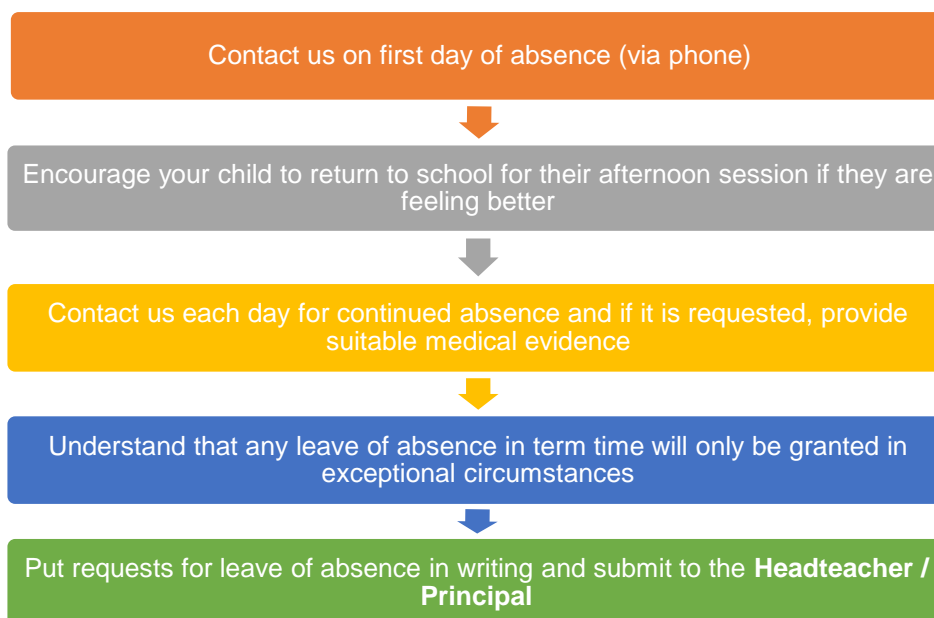 Contact us on first day of absence (via phone)
Encourage your child to return to school for their afternoon session if they are
feeling better
Contact us each day for continued absence and if it is requested, provide
suitable medical evidence
Understand that any leave of absence in term time will only be granted in
exceptional circumstances
Put requests for leave of absence in writing and submit to the Headteacher /
Principal